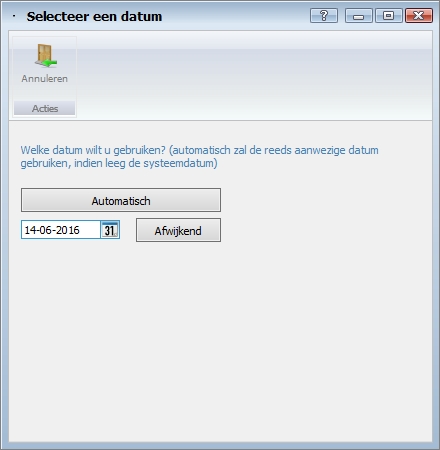 Selecteer een datum
?
Annuleren
Acties
Welke datum wilt u gebruiken? (automatisch zal de reeds aanwezige datum
gebruiken, indien leeg de systeemdatum)
Automatisch
14-06-2016 31 Afwijkend